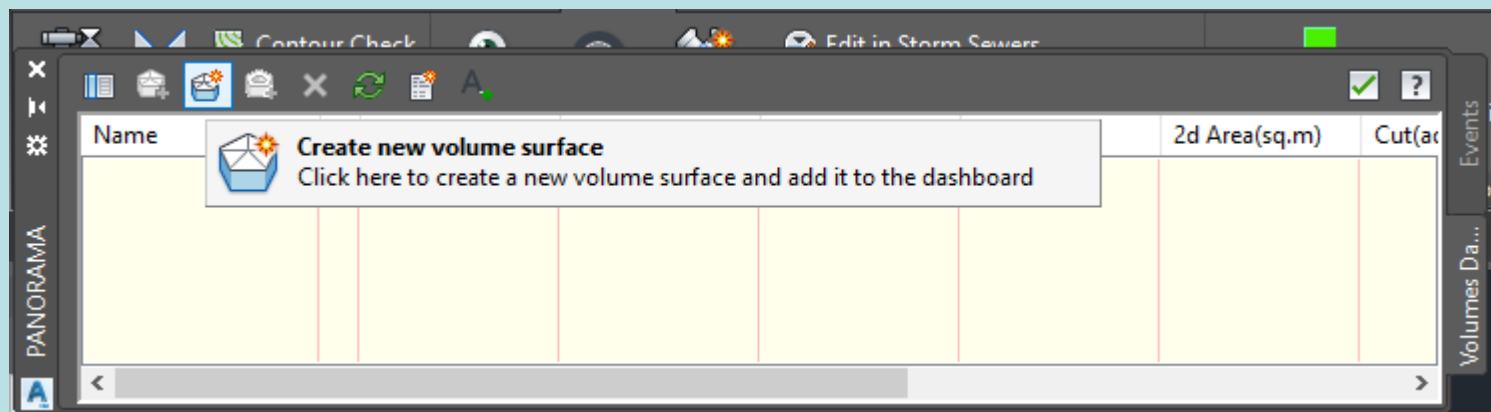 Contour Check
Edit in Storm Sewers
A
?
Name
2d Area(sq.m)
Cut(ac
Create new volume surface
Click here to create a new volume surface and add it to the dashboard
PANORAMA
A
Events
Volumes Da...